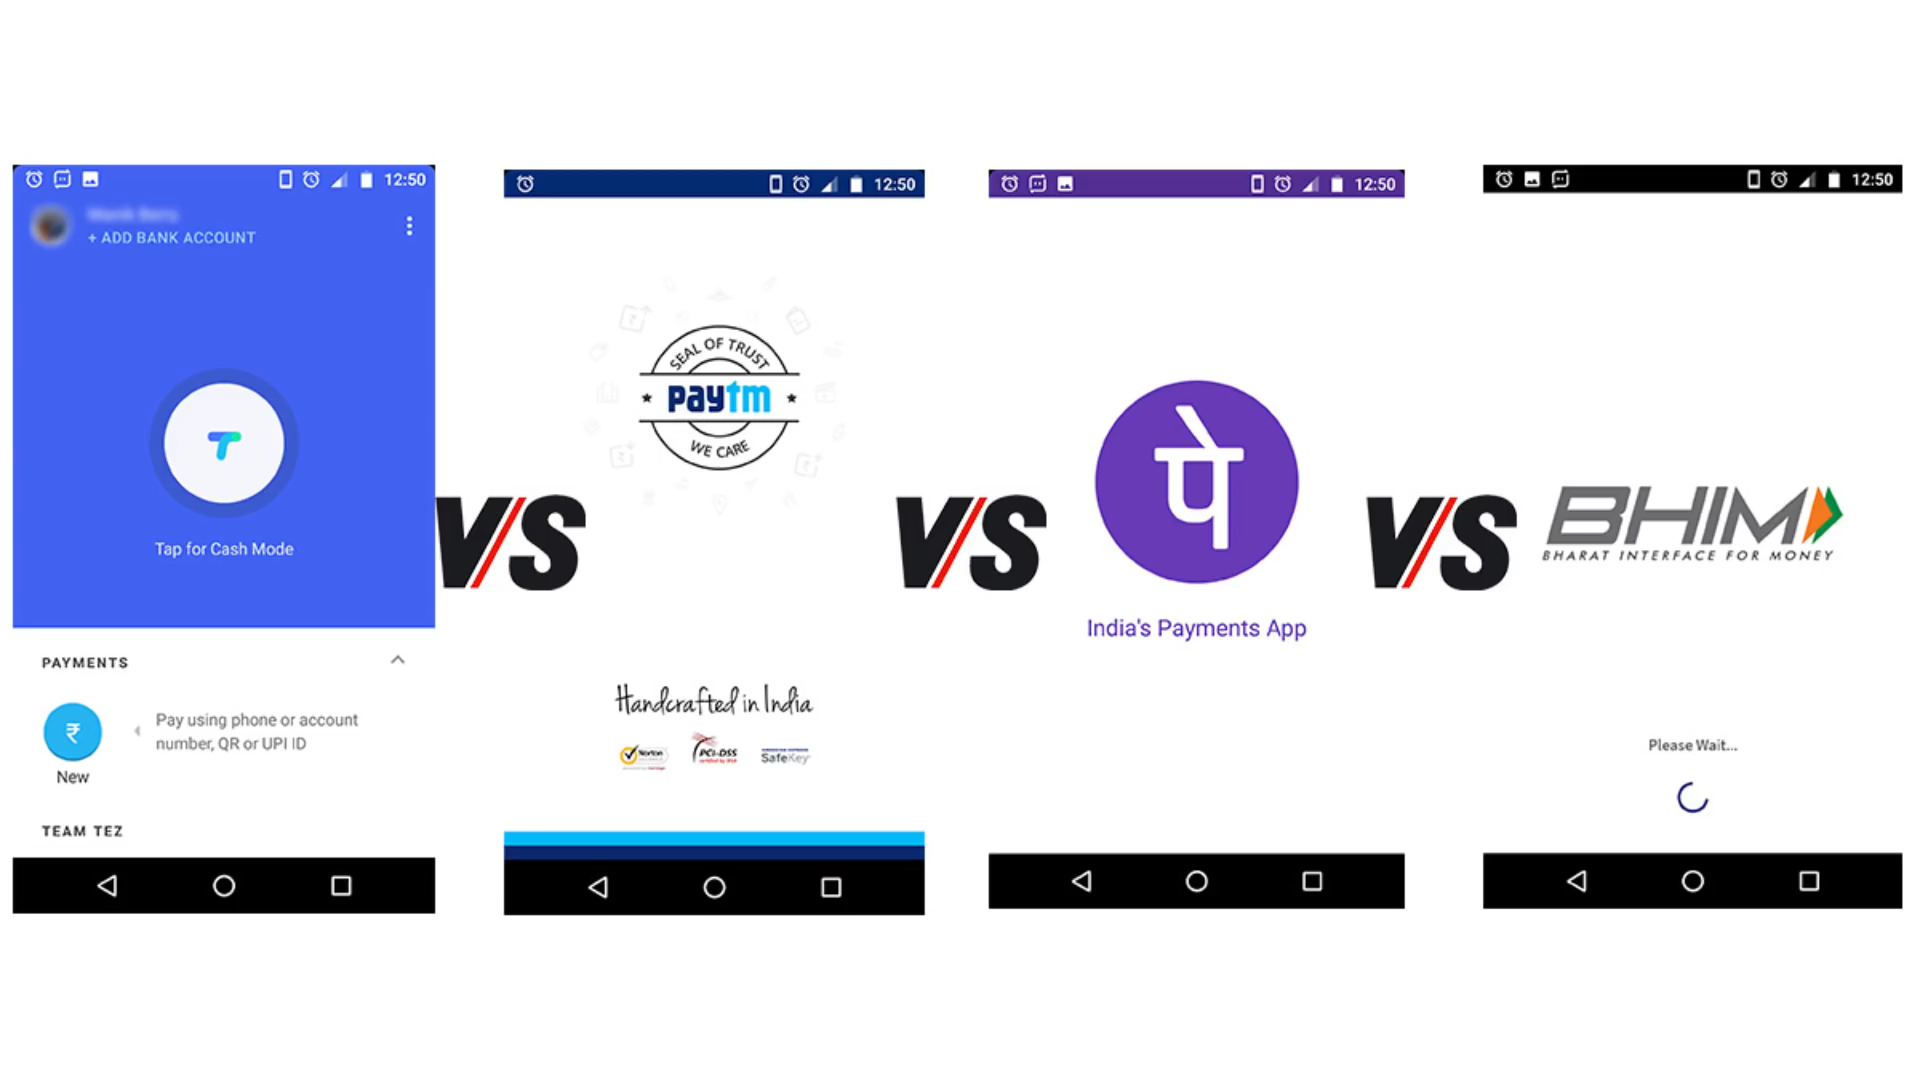 12:50
+ ADD BANK ACCOUNT
Tap for Cash Mode
PAYMENTS
₹
Pay using phone or account
number, QR or UPI ID
New
TEAM TEZ
VS
12:50
SEAL OF TRUST
paytm
WE CARE
Handcrafted in India
Norton
PCI-DSS
SafeKey
VS
12:50
पे
India's Payments App
VS
12:50
BHIM
BHARAT INTERFACE FOR MONEY
Please Wait...